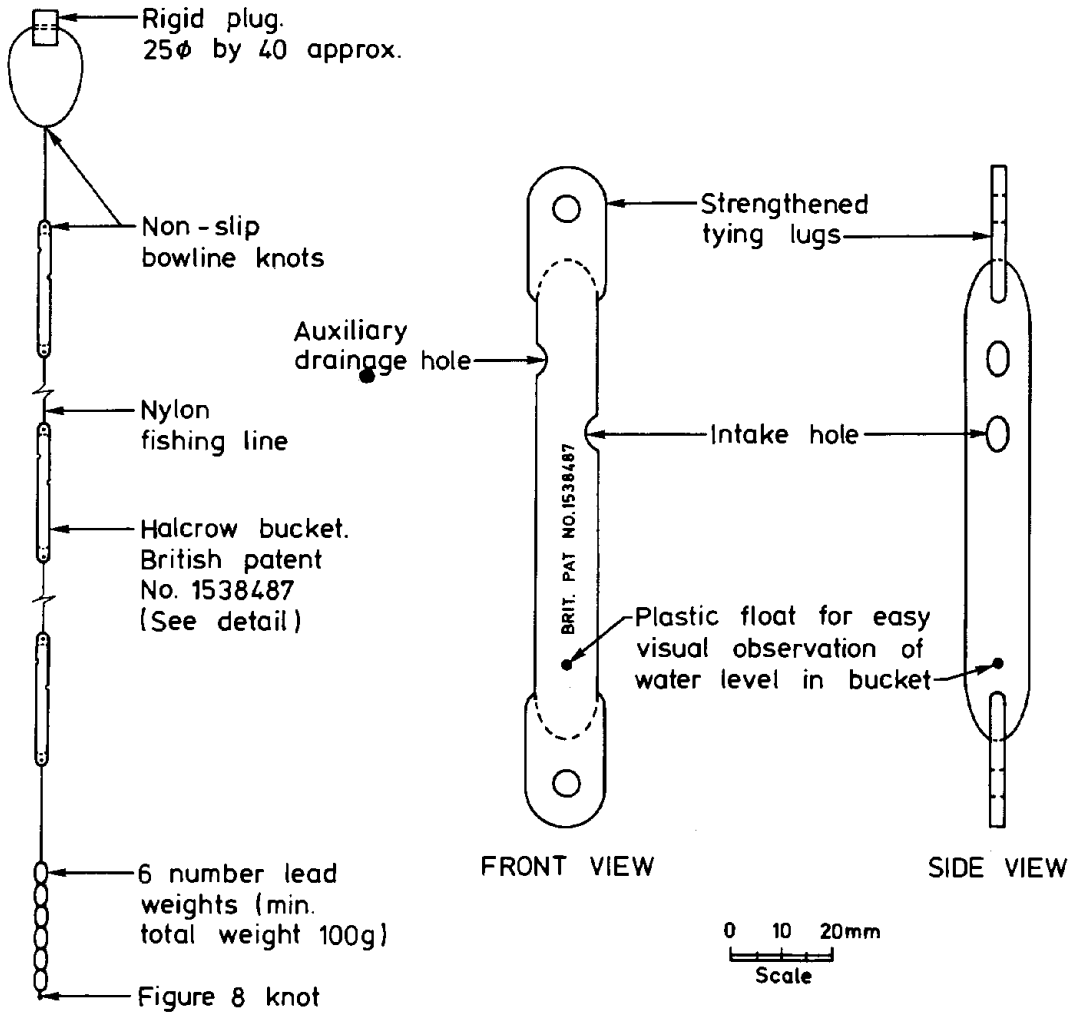 Rigid plug.
25ϕ by 40 approx.
Non-slip
bowline knots
Nylon
fishing line
Halcrow bucket.
British patent
No. 1538487
(See detail)
6 number lead
weights (min.
total weight 100g)
Figure 8 knot
Auxiliary
drainage hole
Strengthened
tying lugs
Intake hole
BRIT. PAT NO.1538487
Plastic float for easy
visual observation of
water level in bucket
FRONT VIEW
SIDE VIEW
0 10 20mm
Scale